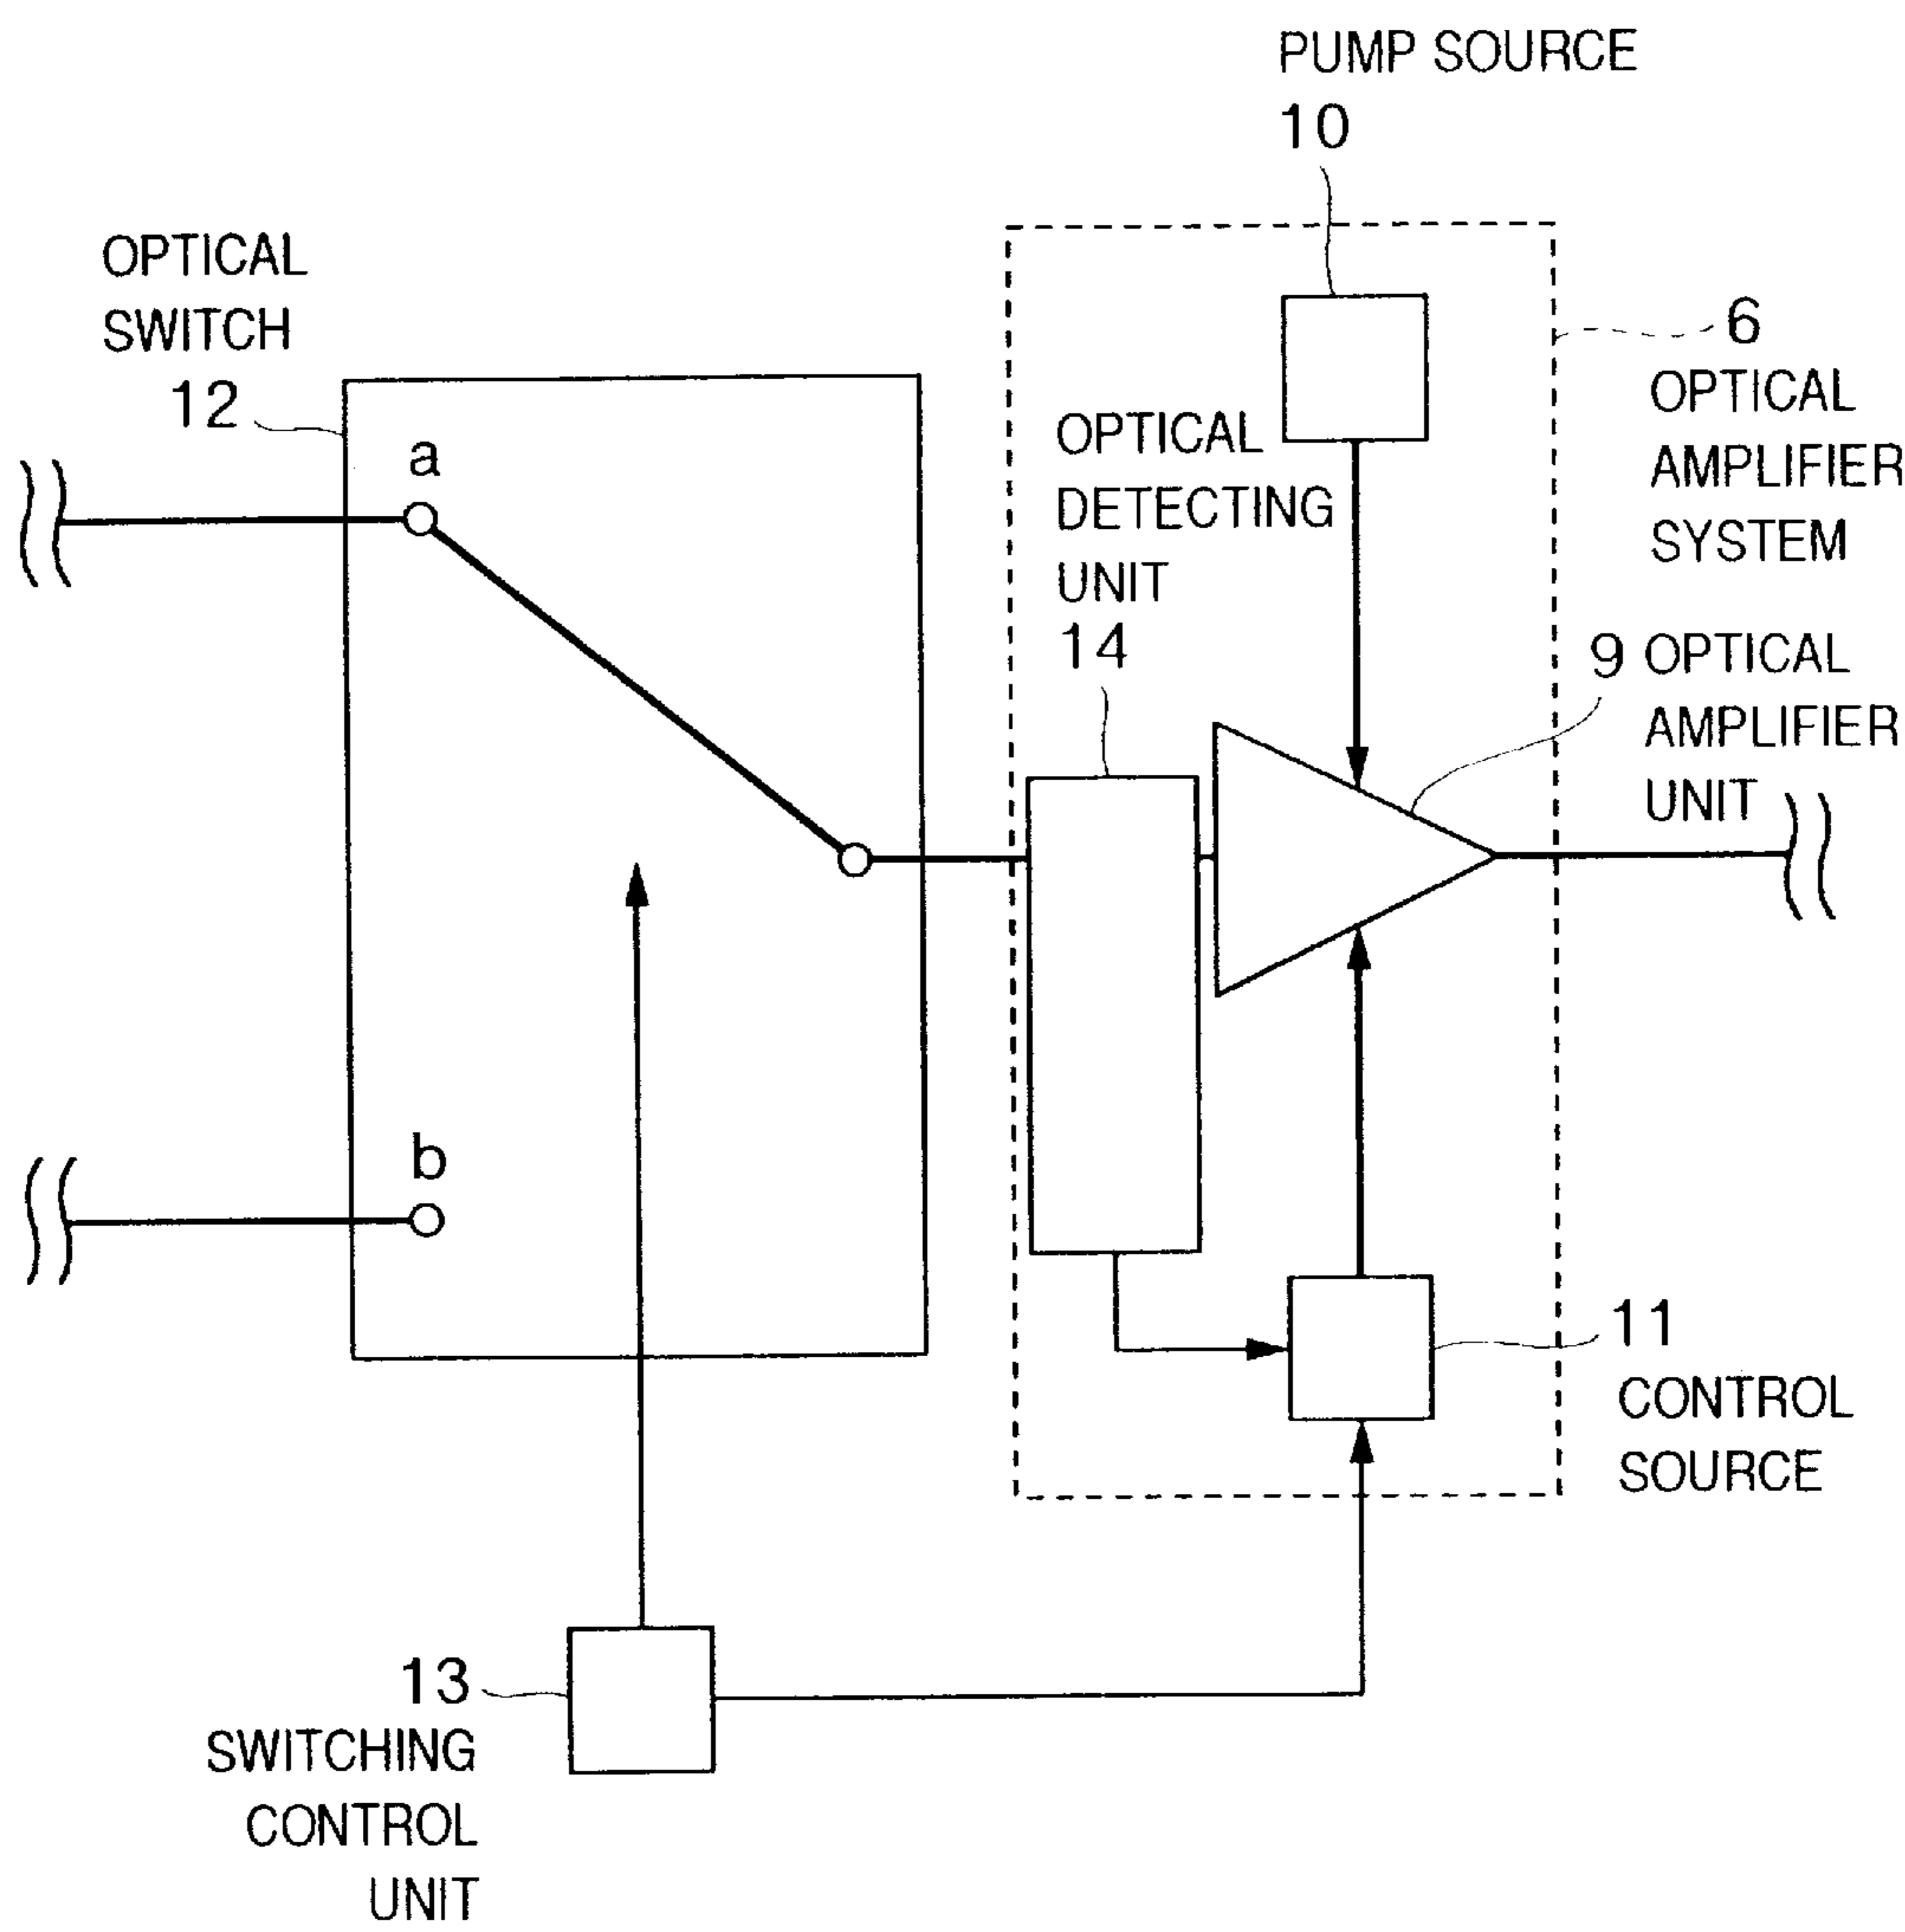 PUMP SOURCE
10
OPTICAL
SWITCH
12
a
b
OPTICAL
DETECTING
UNIT
14
6
OPTICAL
AMPLIFIER
SYSTEM
9 OPTICAL
AMPLIFIER
UNIT
11
CONTROL
SOURCE
13
SWITCHING
CONTROL
UNIT